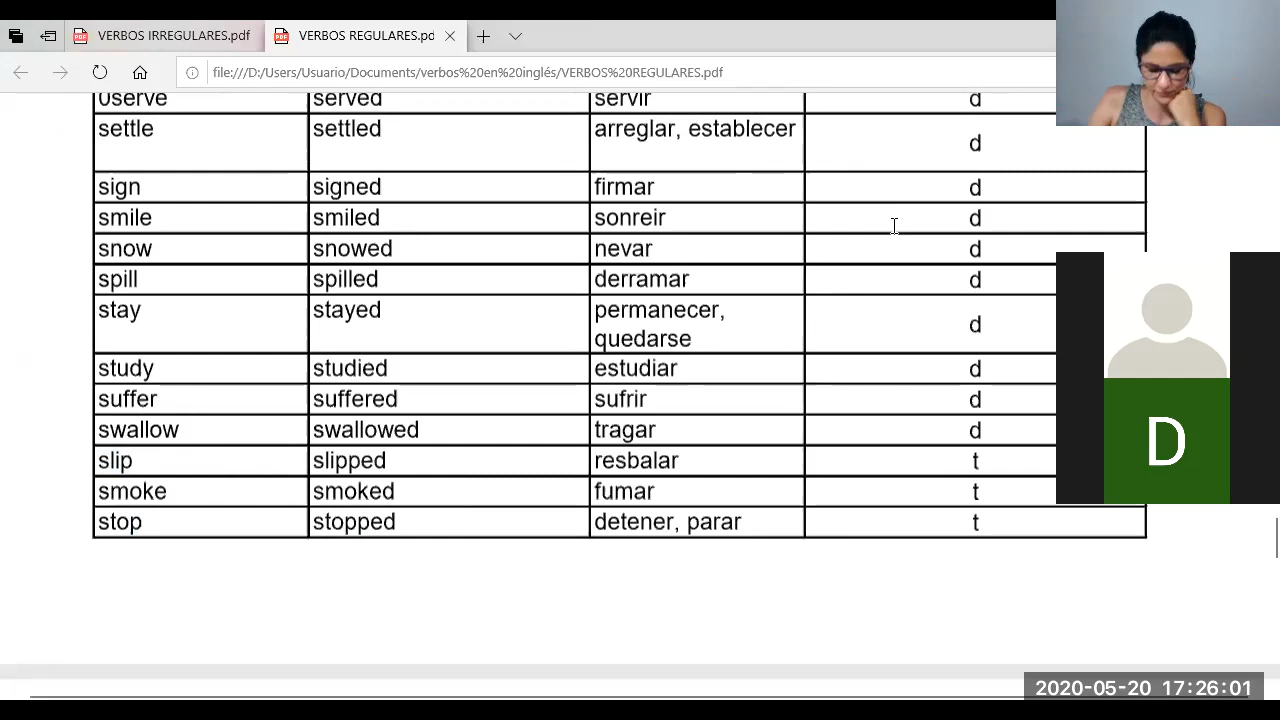 VERBOS IRREGULARES.pdf VERBOS REGULARES.pd
file:///D:/Users/Usuario/Documents/verbos%20en%20inglés/VERBOS%20REGULARES.pdf
0serve served servir d
settle settled arreglar, establecer d
sign signed firmar d
smile smiled sonreir d
snow snowed nevar d
spill spilled derramar d
stay stayed permanecer, d
quedarse
study studied estudiar d
suffer suffered sufrir d
swallow swallowed tragar d
slip slipped resbalar t
smoke smoked fumar t
stop stopped detener, parar t
D
2020-05-20 17:26:01